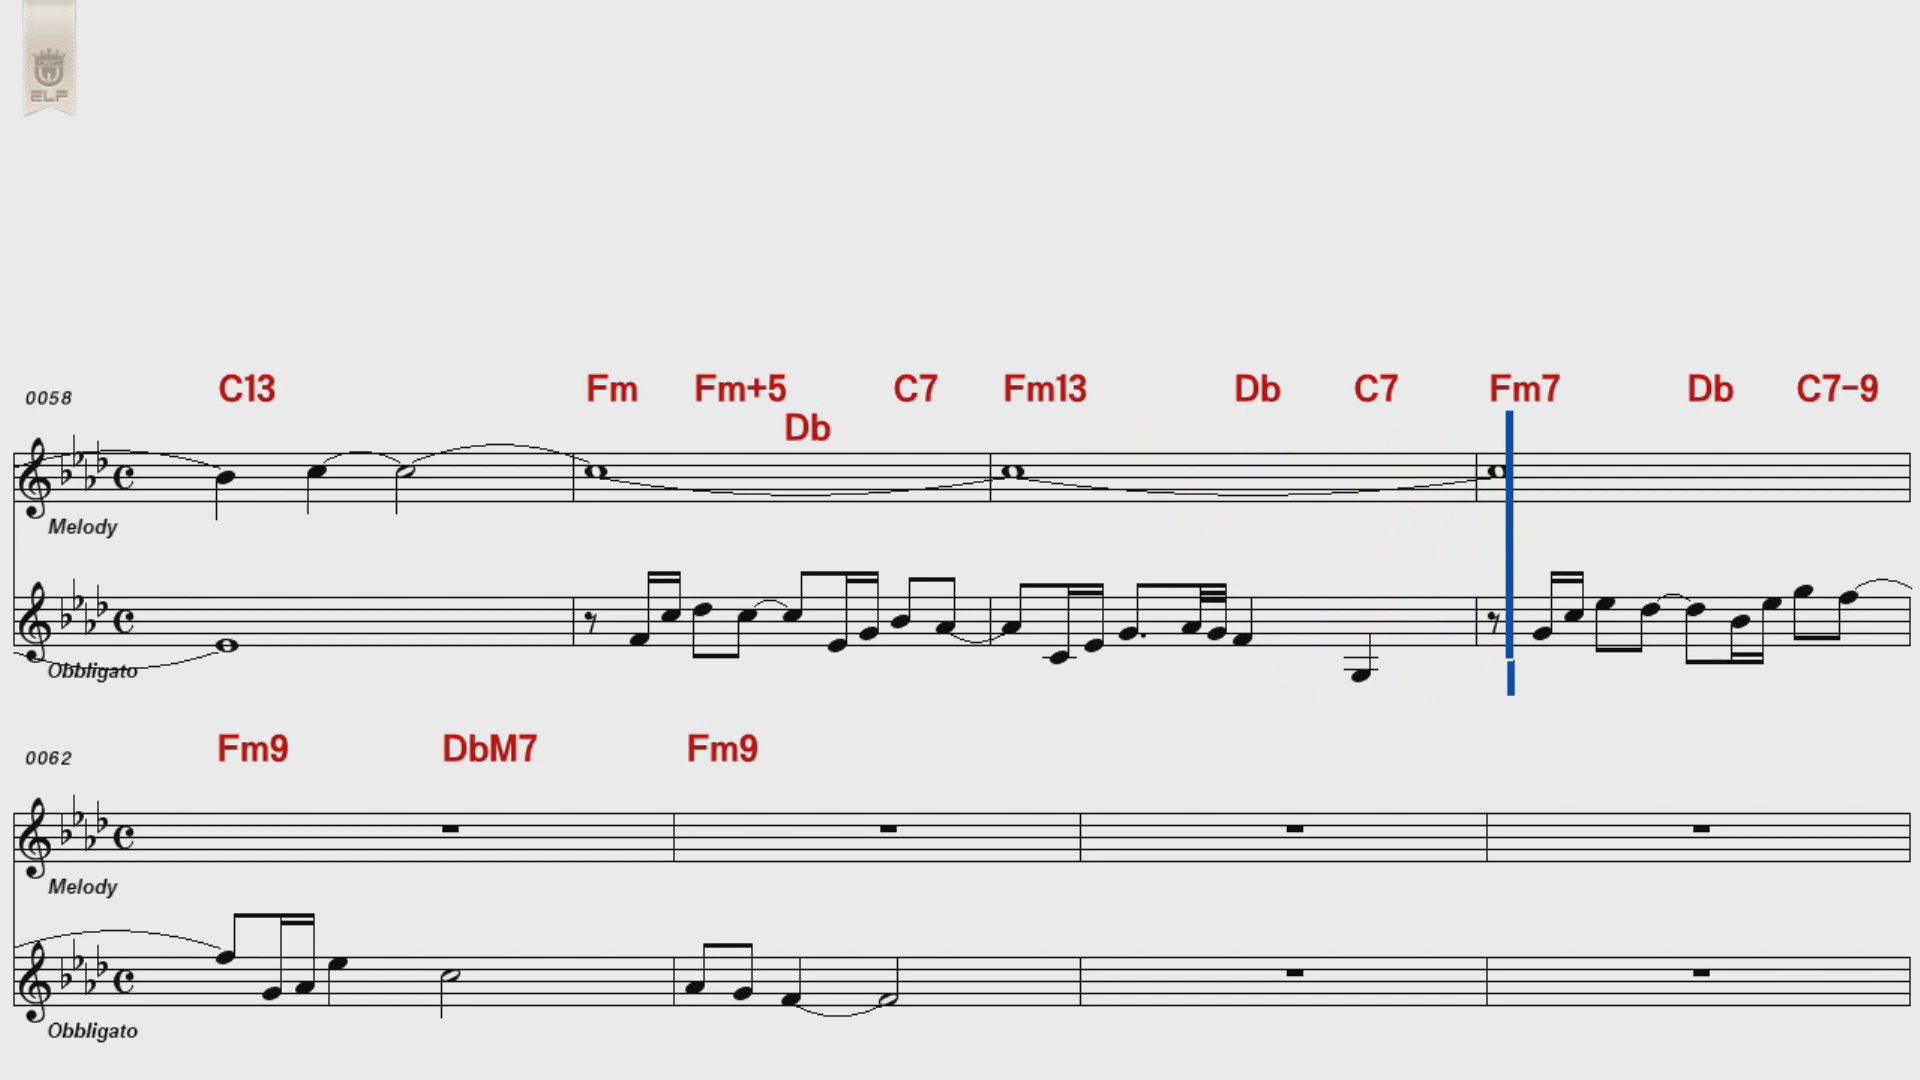 ELF
0058 C13 Fm Fm+5 C7 Fm13 Db C7 Fm7 Db C7-9
Db
Melody
Obbligato
0062 Fm9 DbM7 Fm9
Melody
Obbligato